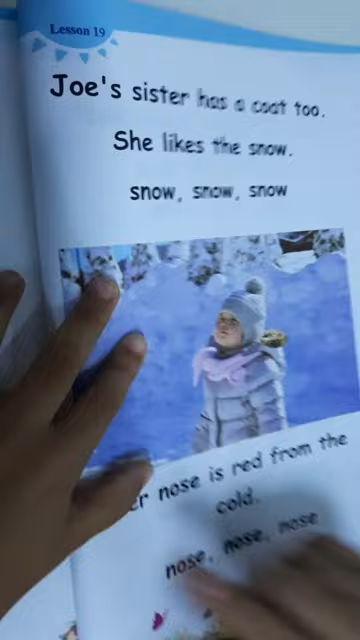 Lesson 19
Joe's sister has a coat too.
She likes the snow.
snow, snow, snow
nose is red from the
cold.
nose, nose, nose